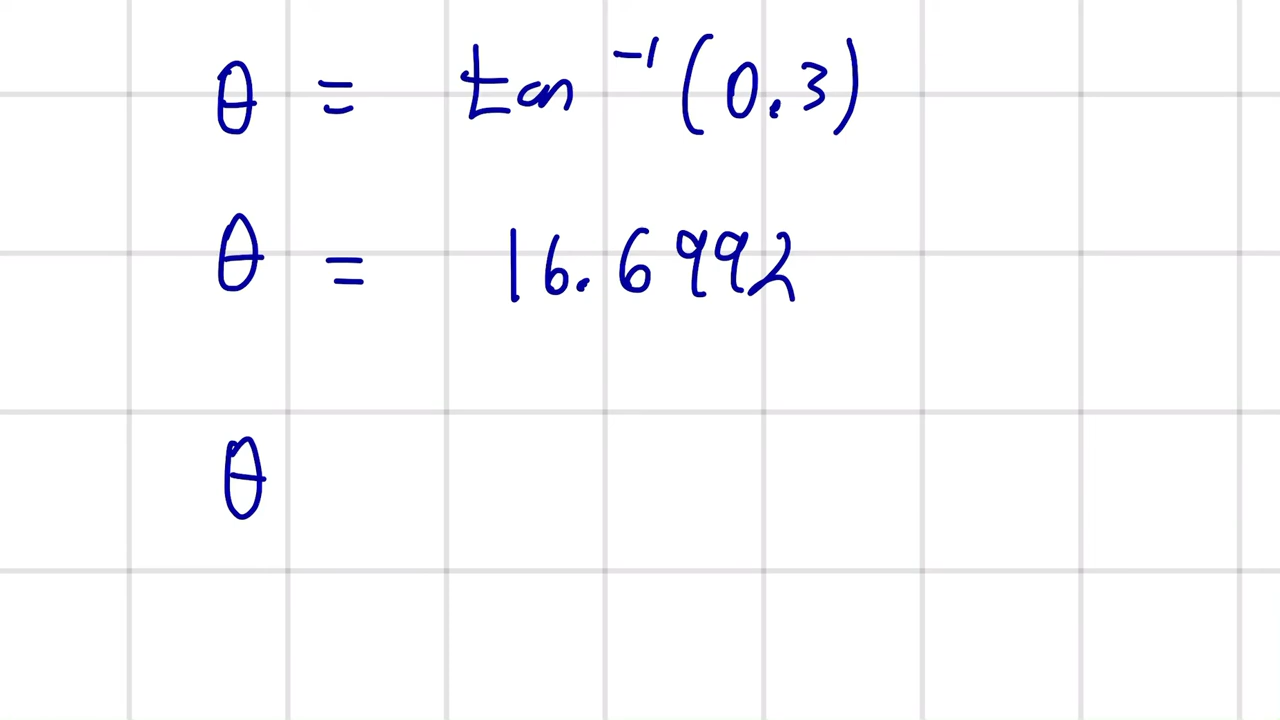 θ = tan⁻¹(0.3)
θ = 16.6992
θ